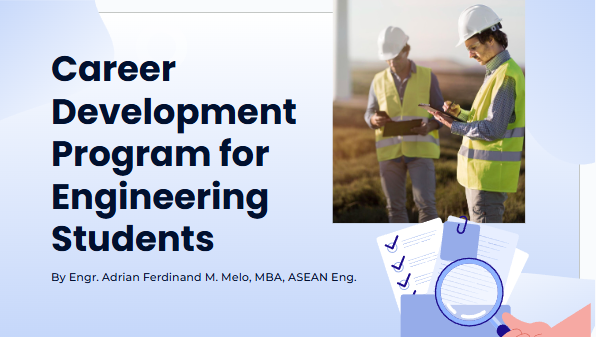 Career
Development
Program for
Engineering
Students
By Engr. Adrian Ferdinand M. Melo, MBA, ASEAN Eng.